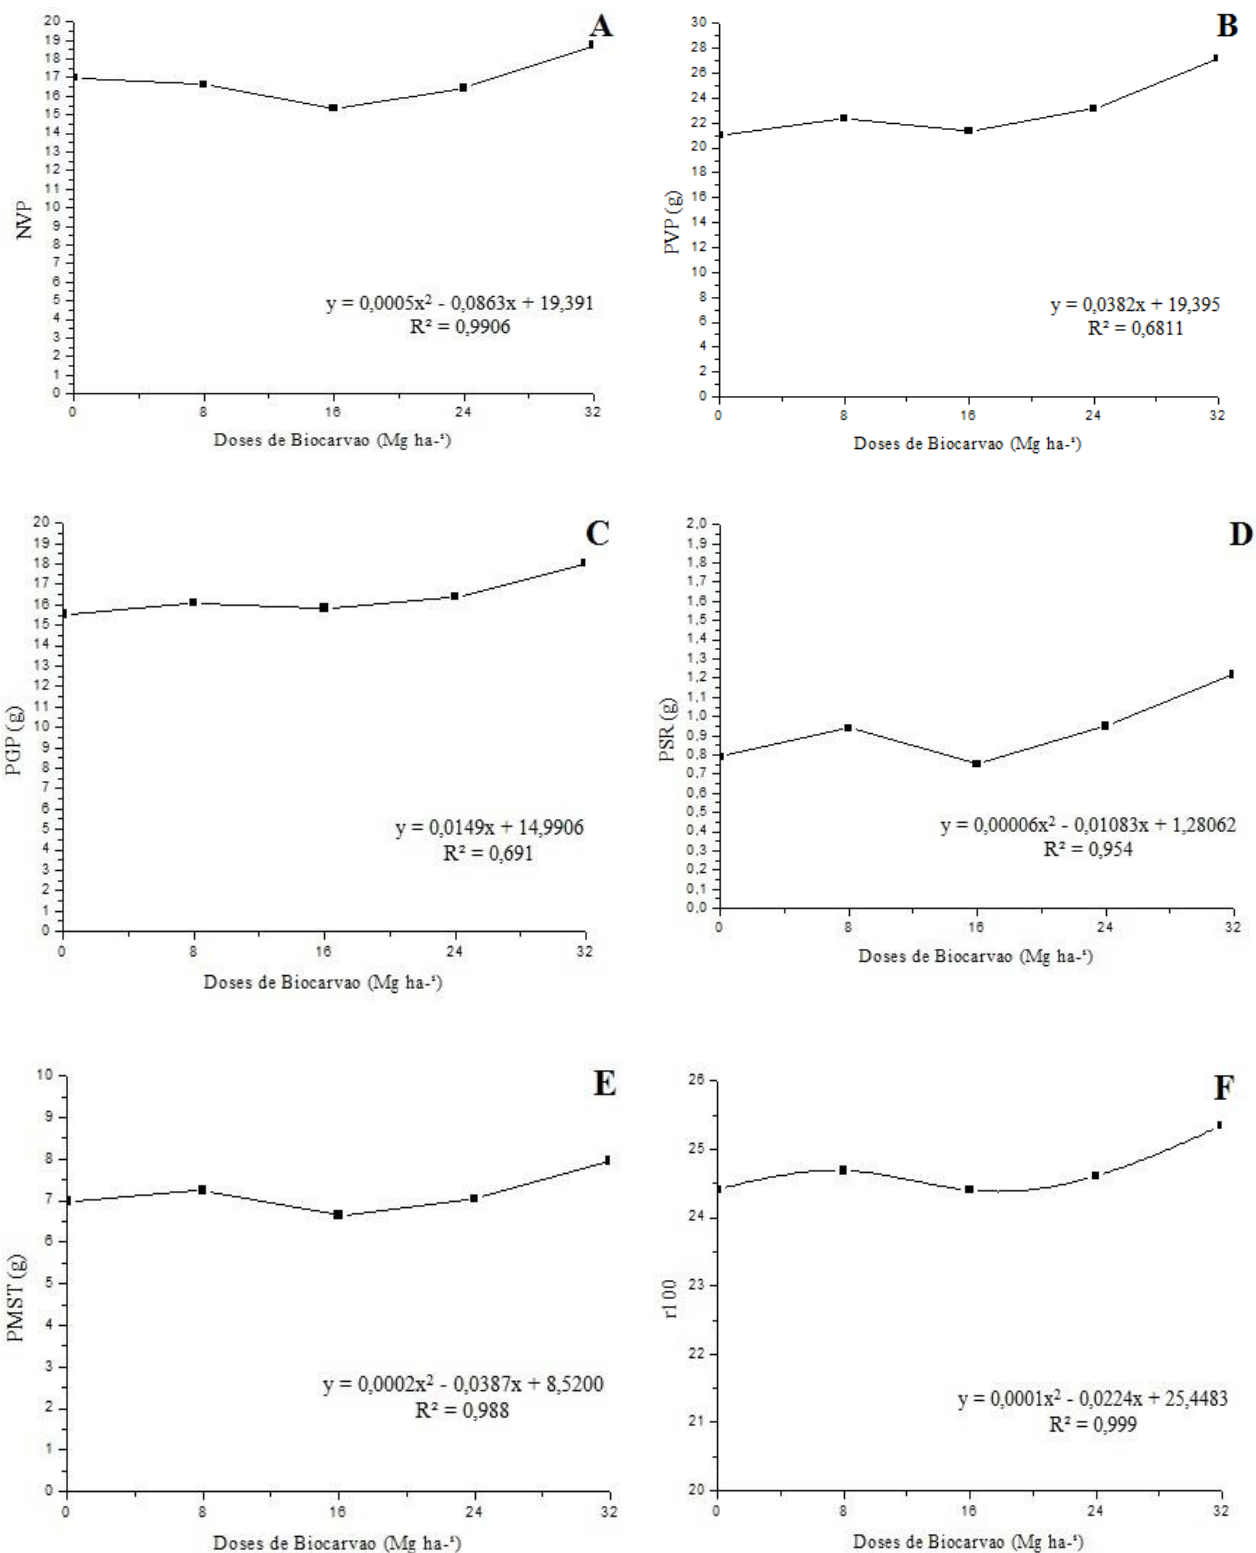 A
20
19
18
17
16
15
14
13
12
11
10
9
8
7
6
5
4
3
2
1
0
NVP
y = 0,0005x² - 0,0863x + 19,391
R² = 0,9906
0 8 16 24 32
Doses de Biocarvao (Mg ha-¹)
B
30
28
26
24
22
20
18
16
14
12
10
8
6
4
2
0
PVP (g)
y = 0,0382x + 19,395
R² = 0,6811
0 8 16 24 32
Doses de Biocarvao (Mg ha-¹)
C
20
19
18
17
16
15
14
13
12
11
10
9
8
7
6
5
4
3
2
1
0
PGP (g)
y = 0,0149x + 14,9906
R² = 0,691
0 8 16 24 32
Doses de Biocarvao (Mg ha-¹)
D
2,0
1,9
1,8
1,7
1,6
1,5
1,4
1,3
1,2
1,1
1,0
0,9
0,8
0,7
0,6
0,5
0,4
0,3
0,2
0,1
0,0
PSR (g)
y = 0,00006x² - 0,01083x + 1,28062
R² = 0,954
0 8 16 24 32
Doses de Biocarvao (Mg ha-¹)
E
10
9
8
7
6
5
4
3
2
1
0
PMST (g)
y = 0,0002x² - 0,0387x + 8,5200
R² = 0,988
0 8 16 24 32
Doses de Biocarvao (Mg ha-¹)
F
26
25
24
23
22
21
20
r100
y = 0,0001x² - 0,0224x + 25,4483
R² = 0,999
0 8 16 24 32
Doses de Biocarvao (Mg ha-¹)